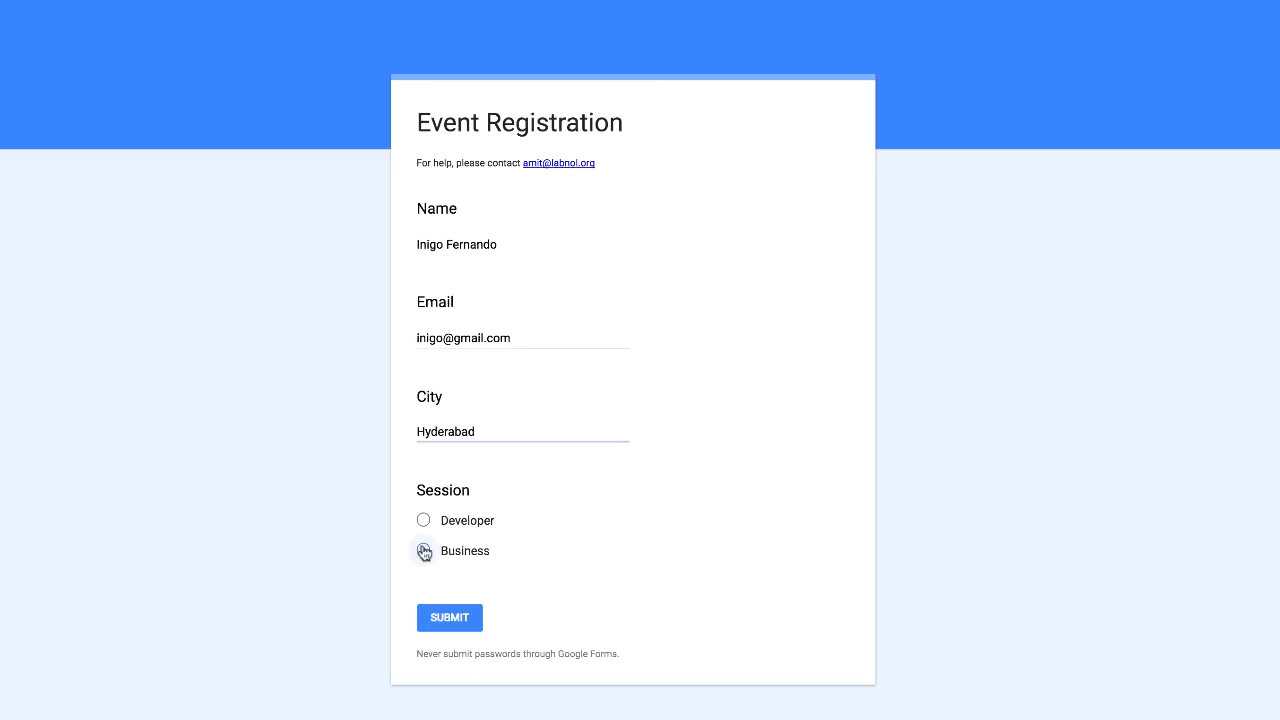 Event Registration
For help, please contact amit@labnol.org
Name
Inigo Fernando
Email
inigo@gmail.com
City
Hyderabad
Session
Developer
Business
SUBMIT
Never submit passwords through Google Forms.